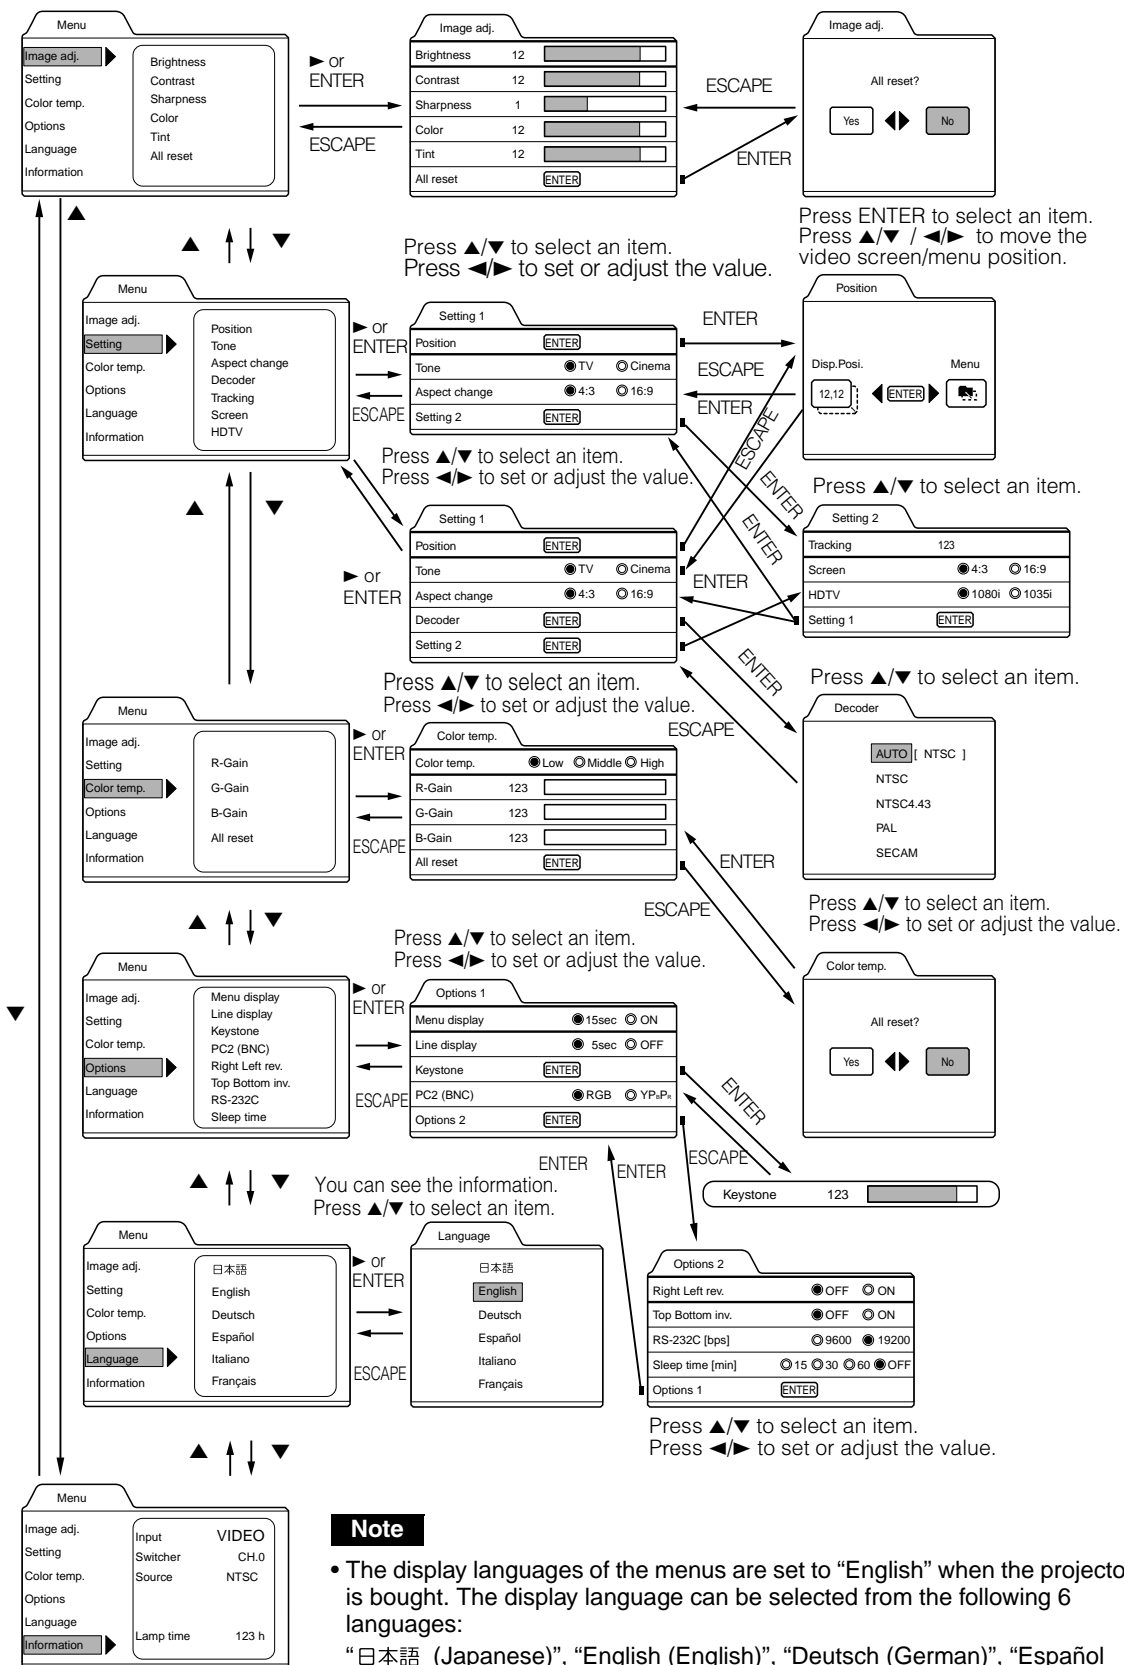 Menu
Image adj.
Setting
Color temp.
Options
Language
Information
Brightness
Contrast
Sharpness
Color
Tint
All reset
► or
ENTER
ESCAPE
Image adj.
Brightness 12
Contrast 12
Sharpness 1
Color 12
Tint 12
All reset ENTER
ESCAPE
ENTER
Image adj.
All reset?
Yes ◄► No
▲
▲ ▼
Press ▲/▼ to select an item.
Press ◄/► to set or adjust the value.
Press ENTER to select an item.
Press ▲/▼ / ◄/► to move the
video screen/menu position.
Menu
Image adj.
Setting
Color temp.
Options
Language
Information
Position
Tone
Aspect change
Decoder
Tracking
Screen
HDTV
► or
ENTER
ESCAPE
Setting 1
Position ENTER
Tone TV Cinema
Aspect change 4:3 16:9
Setting 2 ENTER
ENTER
ESCAPE
ENTER
ESCAPE
ENTER
ENTER
Position
Disp.Posi. Menu
12,12 ◄ ENTER ►
Press ▲/▼ to select an item.
Press ◄/► to set or adjust the value.
Press ▲/▼ to select an item.
▲ ▼
► or
ENTER
Setting 1
Position ENTER
Tone TV Cinema
Aspect change 4:3 16:9
Decoder ENTER
Setting 2 ENTER
ENTER
ENTER
Setting 2
Tracking 123
Screen 4:3 16:9
HDTV 1080i 1035i
Setting 1 ENTER
Press ▲/▼ to select an item.
Press ◄/► to set or adjust the value.
Press ▲/▼ to select an item.
ESCAPE
Menu
Image adj.
Setting
Color temp.
Options
Language
Information
R-Gain
G-Gain
B-Gain
All reset
► or
ENTER
ESCAPE
Color temp.
Color temp. Low Middle High
R-Gain 123
G-Gain 123
B-Gain 123
All reset ENTER
ENTER
ESCAPE
Decoder
AUTO [ NTSC ]
NTSC
NTSC4.43
PAL
SECAM
▲ ▼
Press ▲/▼ to select an item.
Press ◄/► to set or adjust the value.
Press ▲/▼ to select an item.
Press ◄/► to set or adjust the value.
▼
Menu
Image adj.
Setting
Color temp.
Options
Language
Information
Menu display
Line display
Keystone
PC2 (BNC)
Right Left rev.
Top Bottom inv.
RS-232C
Sleep time
► or
ENTER
ESCAPE
Options 1
Menu display 15sec ON
Line display 5sec OFF
Keystone ENTER
PC2 (BNC) RGB YPBPR
Options 2 ENTER
ENTER
ESCAPE
ENTER
ENTER
Color temp.
All reset?
Yes ◄► No
Keystone 123
▲ ▼
You can see the information.
Press ▲/▼ to select an item.
Menu
Image adj.
Setting
Color temp.
Options
Language
Information
日本語
English
Deutsch
Español
Italiano
Français
► or
ENTER
ESCAPE
Language
日本語
English
Deutsch
Español
Italiano
Français
Options 2
Right Left rev. OFF ON
Top Bottom inv. OFF ON
RS-232C [bps] 9600 19200
Sleep time [min] 15 30 60 OFF
Options 1 ENTER
Press ▲/▼ to select an item.
Press ◄/► to set or adjust the value.
▲ ▼
Menu
Image adj.
Setting
Color temp.
Options
Language
Information
Input VIDEO
Switcher CH.0
Source NTSC
Lamp time 123 h
Note
• The display languages of the menus are set to “English” when the projecto
is bought. The display language can be selected from the following 6
languages:
“日本語 (Japanese)”, “English (English)”, “Deutsch (German)”, “Español